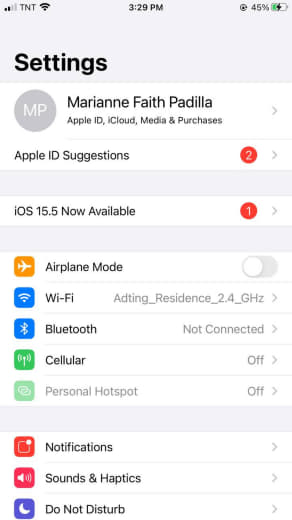 TNT 3:29 PM 45%
Settings
MP
Marianne Faith Padilla
Apple ID, iCloud, Media & Purchases
Apple ID Suggestions 2
iOS 15.5 Now Available 1
Airplane Mode
Wi-Fi Adting_Residence_2.4_GHz
Bluetooth Not Connected
Cellular Off
Personal Hotspot Off
Notifications
Sounds & Haptics
Do Not Disturb